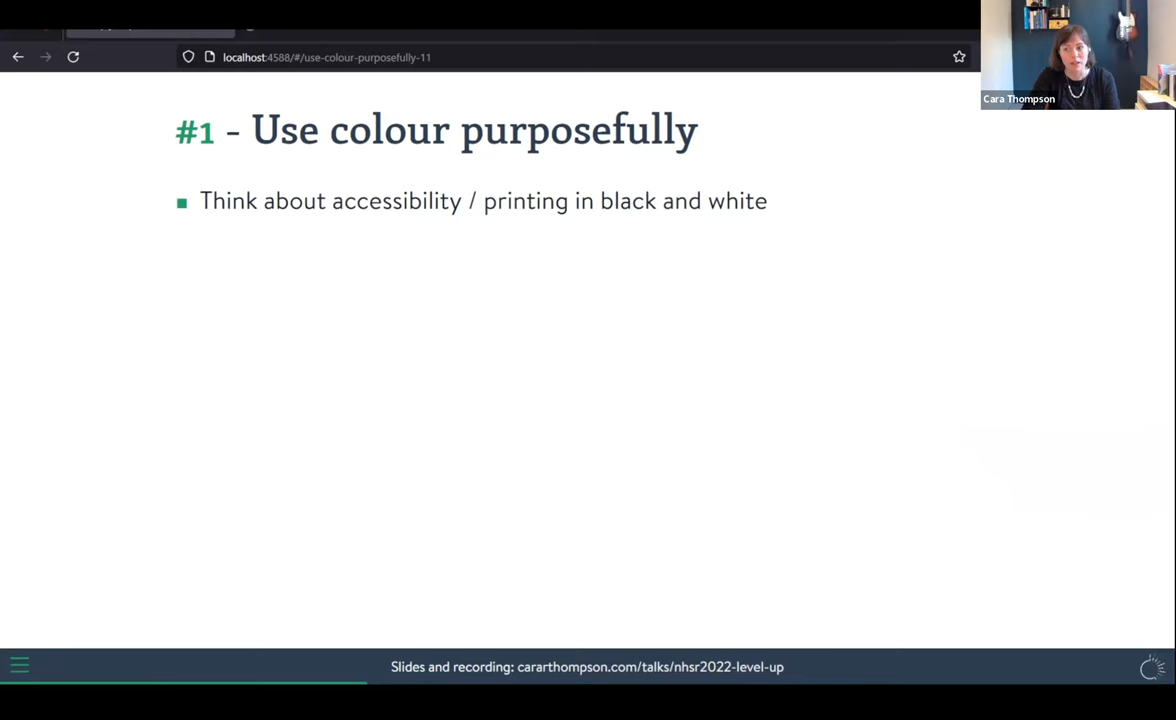 localhost:4588/#/use-colour-purposefully-11
Cara Thompson
#1 - Use colour purposefully
Think about accessibility / printing in black and white
Slides and recording: cararthompson.com/talks/nhsr2022-level-up